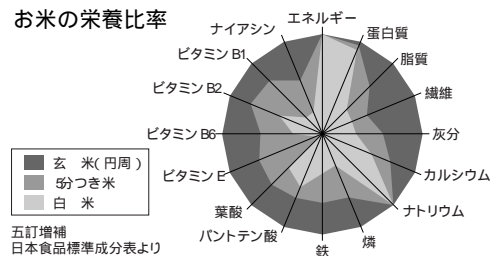 お米の栄養比率
エネルギー
蛋白質
脂質
繊維
灰分
カルシウム
ナトリウム
燐
鉄
パントテン酸
葉酸
ビタミンE
ビタミンB6
ビタミンB2
ビタミンB1
ナイアシン
玄 米(円周)
5分つき米
白 米
五訂増補
日本食品標準成分表より